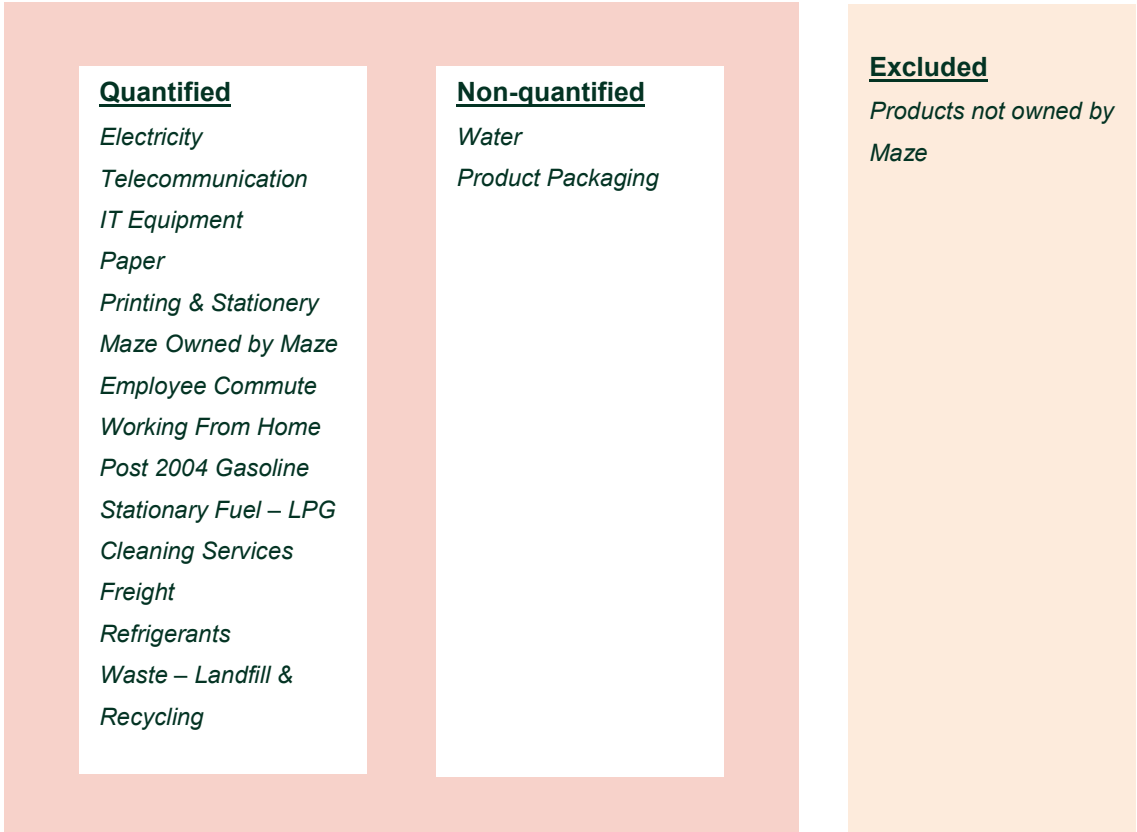 Quantified
Electricity
Telecommunication
IT Equipment
Paper
Printing & Stationery
Maze Owned by Maze
Employee Commute
Working From Home
Post 2004 Gasoline
Stationary Fuel – LPG
Cleaning Services
Freight
Refrigerants
Waste – Landfill &
Recycling
Non-quantified
Water
Product Packaging
Excluded
Products not owned by
Maze